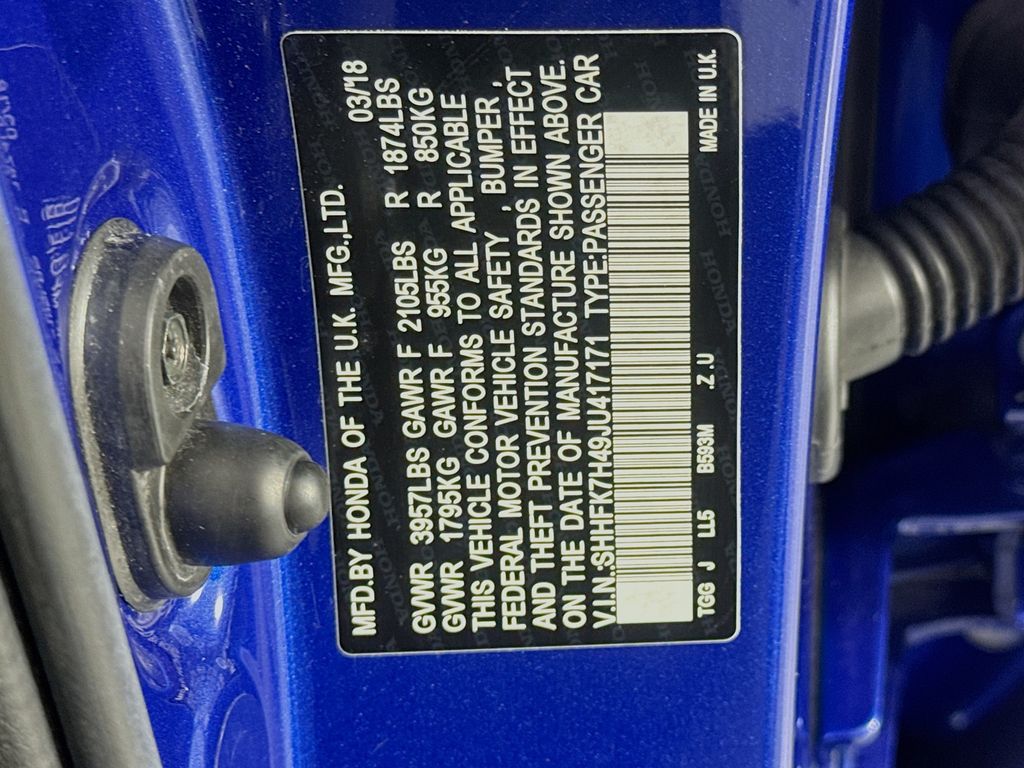 MFD.BY HONDA OF THE U.K. MFG.,LTD. 03/'18
GVWR 3957LBS GAWR F 2105LBS R 1874LBS
GVWR 1795KG GAWR F 955KG R 850KG
THIS VEHICLE CONFORMS TO ALL APPLICABLE
FEDERAL MOTOR VEHICLE SAFETY , BUMPER ,
AND THEFT PREVENTION STANDARDS IN EFFECT
ON THE DATE OF MANUFACTURE SHOWN ABOVE.
V.I.N.:SHHFK7H49JU417171 TYPE:PASSENGER CAR
TGG J LL5 B593M Z.U MADE IN U.K.